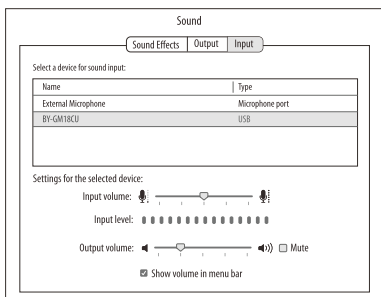 Sound
Sound Effects Output Input
Select a device for sound input:
Name Type
External Microphone Microphone port
BY-GM18CU USB
Settings for the selected device:
Input volume:
Input level:
Output volume: Mute
Show volume in menu bar